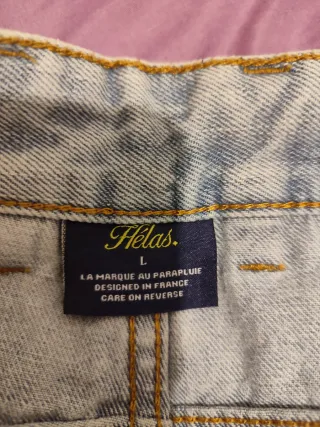 Hélas.
L
LA MARQUE AU PARAPLUIE
DESIGNED IN FRANCE
CARE ON REVERSE